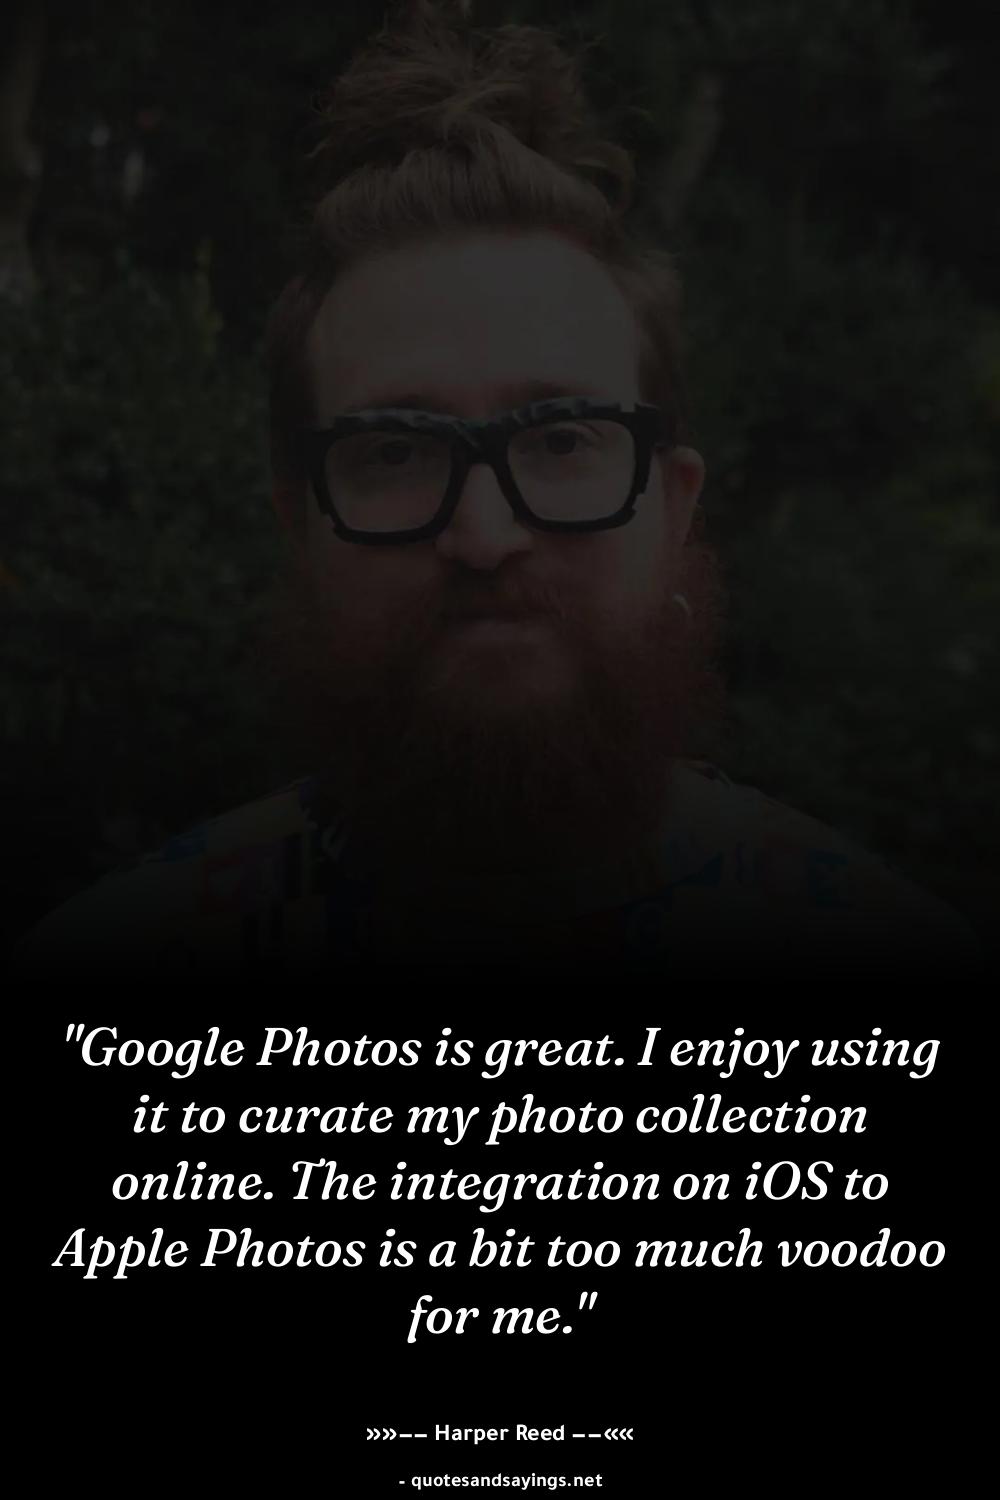 "Google Photos is great. I enjoy using
it to curate my photo collection
online. The integration on iOS to
Apple Photos is a bit too much voodoo
for me."
»»–– Harper Reed ––««
- quotesandsayings.net